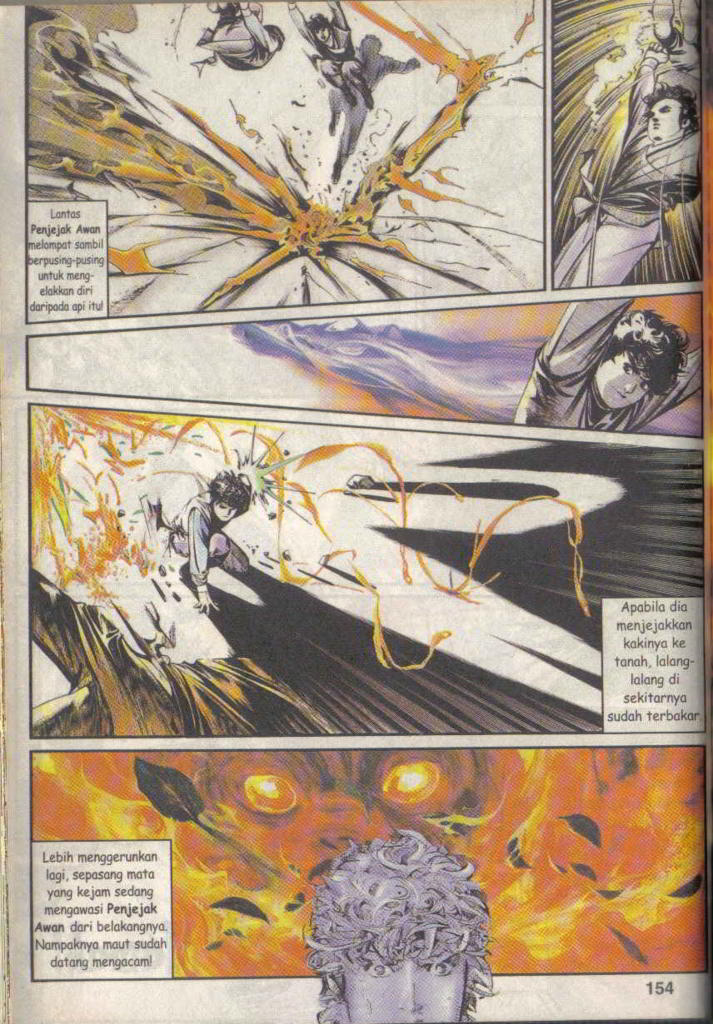 Lantas
Penjejak Awan
melompat sambil
berpusing-pusing
untuk meng-
elakkan diri
daripada api itu!
Apabila dia
menjejakkan
kakinya ke
tanah, lalang-
lalang di
sekitarnya
sudah terbakar.
Lebih menggerunkan
lagi, sepasang mata
yang kejam sedang
mengawasi Penjejak
Awan dari belakangnya.
Nampaknya maut sudah
datang mengacam!
154